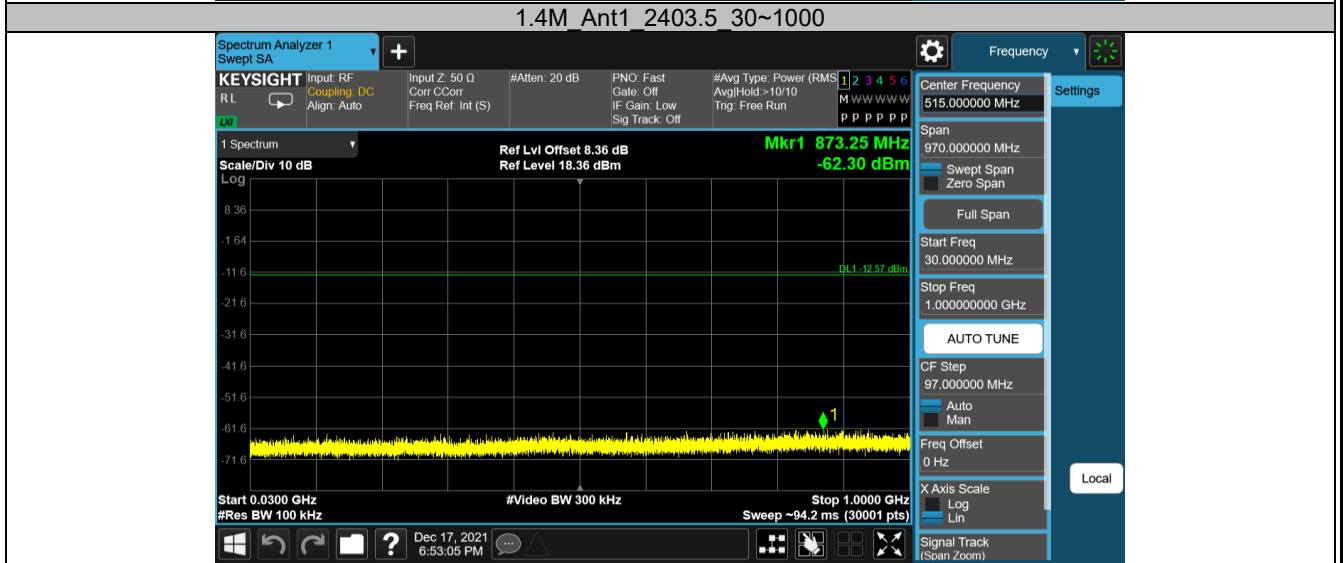 1.4M_Ant1_2403.5_30~1000
Spectrum Analyzer 1
Swept SA
+
Frequency
KEYSIGHT
RL
LXI
Input: RF
Coupling: DC
Align: Auto
Input Z: 50 Ω
Corr CCorr
Freq Ref: Int (S)
#Atten: 20 dB
PNO: Fast
Gate: Off
IF Gain: Low
Sig Track: Off
#Avg Type: Power (RMS
Avg|Hold:>10/10
Trig: Free Run
1 2 3 4 5 6
M W W W W W
P P P P P P
1 Spectrum
Scale/Div 10 dB
Ref Lvl Offset 8.36 dB
Ref Level 18.36 dBm
Mkr1 873.25 MHz
-62.30 dBm
Log
8.36
-1.64
-11.6
-21.6
-31.6
-41.6
-51.6
-61.6
-71.6
DL1 -12.57 dBm
1
Start 0.0300 GHz
#Res BW 100 kHz
#Video BW 300 kHz
Stop 1.0000 GHz
Sweep ~94.2 ms (30001 pts)
Center Frequency
515.000000 MHz
Span
970.000000 MHz
Swept Span
Zero Span
Full Span
Start Freq
30.000000 MHz
Stop Freq
1.000000000 GHz
AUTO TUNE
CF Step
97.000000 MHz
Auto
Man
Freq Offset
0 Hz
X Axis Scale
Log
Lin
Signal Track
(Span Zoom)
Settings
Local
?
Dec 17, 2021
6:53:05 PM